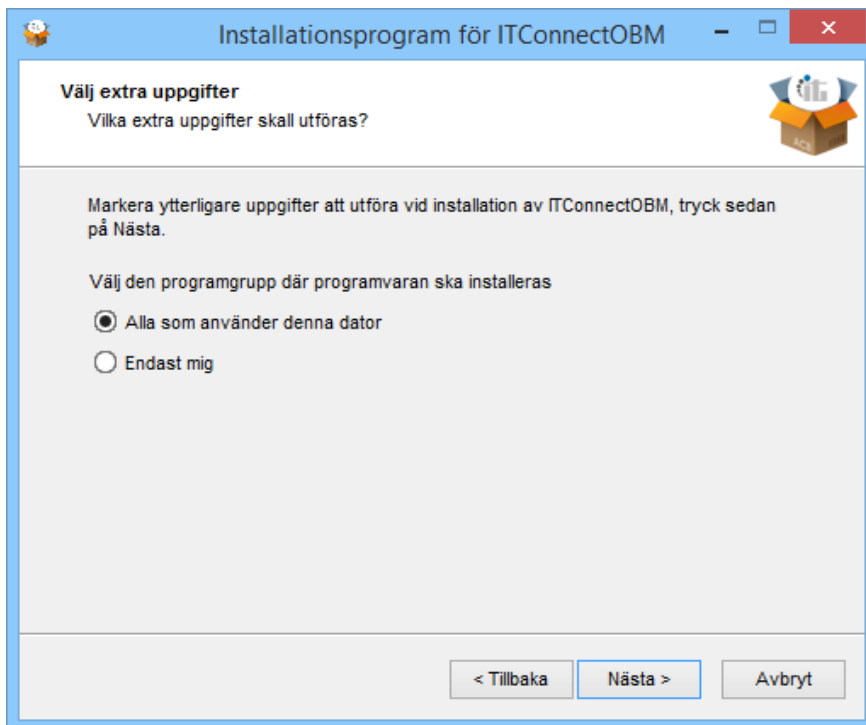 Installationsprogram för ITConnectOBM
Välj extra uppgifter
Vilka extra uppgifter skall utföras?
Markera ytterligare uppgifter att utföra vid installation av ITConnectOBM, tryck sedan
på Nästa.
Välj den programgrupp där programvaran ska installeras
Alla som använder denna dator
Endast mig
< Tillbaka
Nästa >
Avbryt